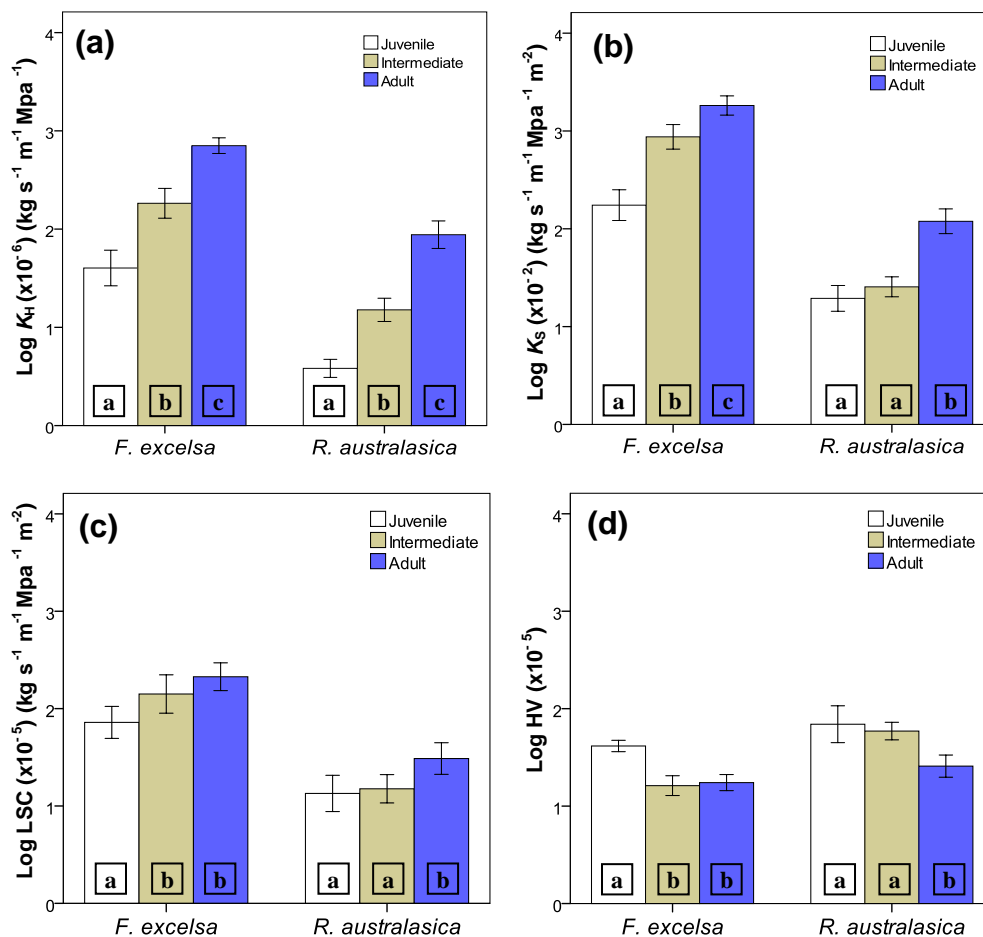 (a)
Juvenile
Intermediate
Adult
Log K_H (x10⁻⁶) (kg s⁻¹ m⁻¹ Mpa⁻¹)
4
3
2
1
0
a b c a b c
F. excelsa R. australasica
(b)
Juvenile
Intermediate
Adult
Log K_S (x10⁻²) (kg s⁻¹ m⁻¹ Mpa⁻¹ m⁻²)
4
3
2
1
0
a b c a a b
F. excelsa R. australasica
(c)
Juvenile
Intermediate
Adult
Log LSC (x10⁻⁵) (kg s⁻¹ m⁻¹ Mpa⁻¹ m⁻²)
4
3
2
1
0
a b b a a b
F. excelsa R. australasica
(d)
Juvenile
Intermediate
Adult
Log HV (x10⁻⁵)
4
3
2
1
0
a b b a a b
F. excelsa R. australasica